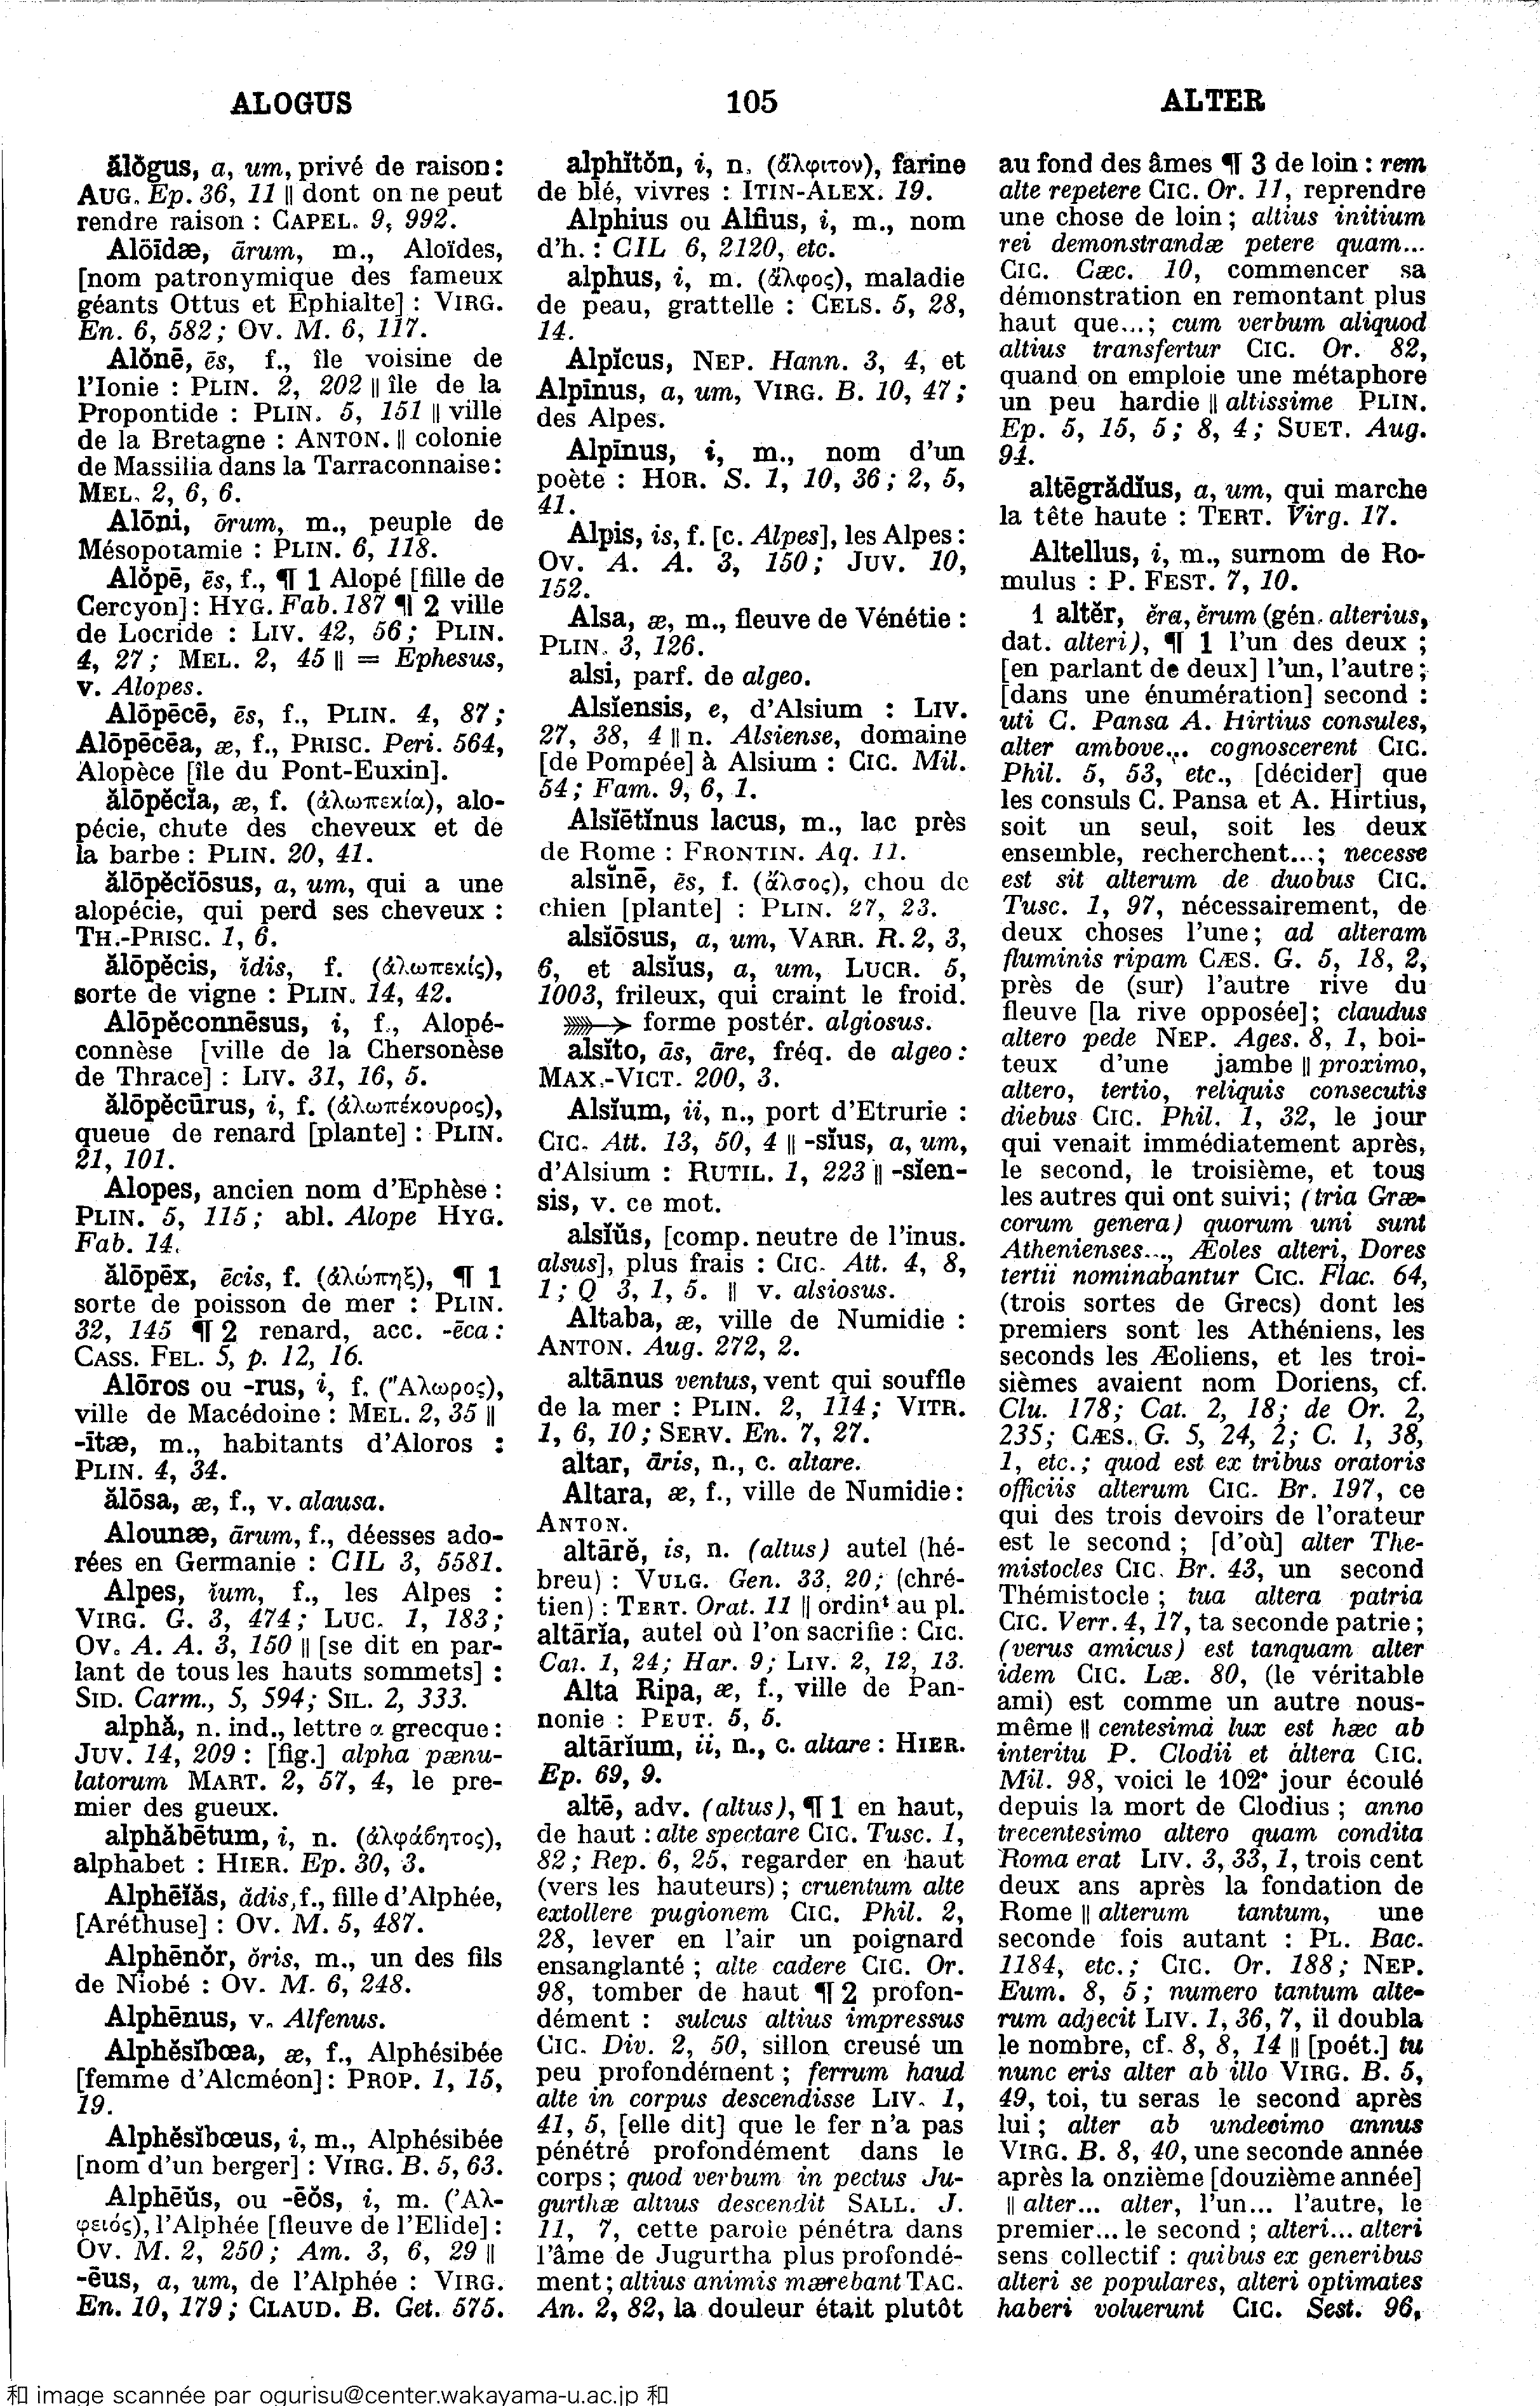 ALOGUS
105
ALTER
ălŏgus, a, um, privé de raison :
AUG. Ep. 36, 11 || dont on ne peut
rendre raison : CAPEL. 9, 992.
Alōīdæ, ārum, m., Aloïdes,
[nom patronymique des fameux
géants Ottus et Ephialte] : VIRG.
En. 6, 582 ; OV. M. 6, 117.
Alŏnē, ēs, f., île voisine de
l'Ionie : PLIN. 2, 202 || île de la
Propontide : PLIN. 5, 151 || ville
de la Bretagne : ANTON. || colonie
de Massilia dans la Tarraconnaise :
MEL. 2, 6, 6.
Alōni, ōrum, m., peuple de
Mésopotamie : PLIN. 6, 118.
Alŏpē, ēs, f., ¶ 1 Alopé [fille de
Cercyon] : HYG. Fab. 187 ¶ 2 ville
de Locride : LIV. 42, 56 ; PLIN.
4, 27 ; MEL. 2, 45 || = Ephesus,
v. Alopes.
Alōpĕcē, ēs, f., PLIN. 4, 87 ;
Alōpĕcēa, æ, f., PRISC. Peri. 564,
Alopèce [île du Pont-Euxin].
ălōpĕcĭa, æ, f. (ἀλωπεκία), alo-
pécie, chute des cheveux et de
la barbe : PLIN. 20, 41.
ălōpĕcĭōsus, a, um, qui a une
alopécie, qui perd ses cheveux :
TH.-PRISC. 1, 6.
ălōpĕcis, ĭdis, f. (ἀλωπεκίς),
sorte de vigne : PLIN. 14, 42.
Alōpĕconnēsus, i, f., Alopé-
connèse [ville de la Chersonèse
de Thrace] : LIV. 31, 16, 5.
ălōpĕcūrus, i, f. (ἀλωπέκουρος),
queue de renard [plante] : PLIN.
21, 101.
Alopes, ancien nom d'Ephèse :
PLIN. 5, 115 ; abl. Alope HYG.
Fab. 14.
ălōpēx, ēcis, f. (ἀλώπηξ), ¶ 1
sorte de poisson de mer : PLIN.
32, 145 ¶ 2 renard, acc. -ēca :
CASS. FEL. 5, p. 12, 16.
Alōros ou -rus, i, f. (Ἄλωρος),
ville de Macédoine : MEL. 2, 35 ||
-ītæ, m., habitants d'Aloros :
PLIN. 4, 34.
ălōsa, æ, f., v. alausa.
Alounæ, ārum, f., déesses ado-
rées en Germanie : CIL 3, 5581.
Alpes, ĭum, f., les Alpes :
VIRG. G. 3, 474 ; LUC. 1, 183 ;
OV. A. A. 3, 150 || [se dit en par-
lant de tous les hauts sommets] :
SID. Carm., 5, 594 ; SIL. 2, 333.
alphă, n. ind., lettre α grecque :
JUV. 14, 209 : [fig.] alpha pænu-
latorum MART. 2, 57, 4, le pre-
mier des gueux.
alphăbētum, i, n. (ἀλφάβητος),
alphabet : HIER. Ep. 30, 3.
Alphēĭăs, ădis, f., fille d'Alphée,
[Aréthuse] : OV. M. 5, 487.
Alphēnŏr, ŏris, m., un des fils
de Niobé : OV. M. 6, 248.
Alphēnus, v. Alfenus.
Alphĕsĭbœa, æ, f., Alphésibée
[femme d'Alcméon] : PROP. 1, 15,
19.
Alphĕsĭbœus, i, m., Alphésibée
[nom d'un berger] : VIRG. B. 5, 63.
Alphēŭs, ou -ēŏs, i, m. (Ἀλ-
φειός), l'Alphée [fleuve de l'Elide] :
OV. M. 2, 250 ; Am. 3, 6, 29 ||
-ēus, a, um, de l'Alphée : VIRG.
En. 10, 179 ; CLAUD. B. Get. 575.
alphĭtŏn, i, n. (ἄλφιτον), farine
de blé, vivres : ITIN-ALEX. 19.
Alphius ou Alfius, i, m., nom
d'h. : CIL 6, 2120, etc.
alphus, i, m. (ἄλφος), maladie
de peau, grattelle : CELS. 5, 28,
14.
Alpĭcus, NEP. Hann. 3, 4, et
Alpīnus, a, um, VIRG. B. 10, 47 ;
des Alpes.
Alpīnus, i, m., nom d'un
poète : HOR. S. 1, 10, 36 ; 2, 5,
41.
Alpis, is, f. [c. Alpes], les Alpes :
OV. A. A. 3, 150 ; JUV. 10,
152.
Alsa, æ, m., fleuve de Vénétie :
PLIN. 3, 126.
alsi, parf. de algeo.
Alsĭensis, e, d'Alsium : LIV.
27, 38, 4 || n. Alsiense, domaine
[de Pompée] à Alsium : CIC. Mil.
54 ; Fam. 9, 6, 1.
Alsĭētĭnus lacus, m., lac près
de Rome : FRONTIN. Aq. 11.
alsĭnē, ēs, f. (ἄλσος), chou de
chien [plante] : PLIN. 27, 23.
alsĭōsus, a, um, VARR. R. 2, 3,
6, et alsĭus, a, um, LUCR. 5,
1003, frileux, qui craint le froid.
➳ forme postér. algiosus.
alsĭto, ās, āre, fréq. de algeo :
MAX.-VICT. 200, 3.
Alsĭum, ii, n., port d'Etrurie :
CIC. Att. 13, 50, 4 || -sĭus, a, um,
d'Alsium : RUTIL. 1, 223 || -sĭen-
sis, v. ce mot.
alsĭŭs, [comp. neutre de l'inus.
alsus], plus frais : CIC. Att. 4, 8,
1 ; Q 3, 1, 5. || v. alsiosus.
Altaba, æ, ville de Numidie :
ANTON. Aug. 272, 2.
altānus ventus, vent qui souffle
de la mer : PLIN. 2, 114 ; VITR.
1, 6, 10 ; SERV. En. 7, 27.
altar, āris, n., c. altare.
Altara, æ, f., ville de Numidie :
ANTON.
altārĕ, is, n. (altus) autel (hé-
breu) : VULG. Gen. 33, 20 ; (chré-
tien) : TERT. Orat. 11 || ordinᵗ au pl.
altārĭa, autel où l'on sacrifie : CIC.
Cat. 1, 24 ; Har. 9 ; LIV. 2, 12, 13.
Alta Ripa, æ, f., ville de Pan-
nonie : PEUT. 5, 5.
altārĭum, ii, n., c. altare : HIER.
Ep. 69, 9.
altē, adv. (altus), ¶ 1 en haut,
de haut : alte spectare CIC. Tusc. 1,
82 ; Rep. 6, 25, regarder en haut
(vers les hauteurs) ; cruentum alte
extollere pugionem CIC. Phil. 2,
28, lever en l'air un poignard
ensanglanté ; alte cadere CIC. Or.
98, tomber de haut ¶ 2 profon-
dément : sulcus altius impressus
CIC. Div. 2, 50, sillon creusé un
peu profondément ; ferrum haud
alte in corpus descendisse LIV. 1,
41, 5, [elle dit] que le fer n'a pas
pénétré profondément dans le
corps ; quod verbum in pectus Ju-
gurthæ altius descendit SALL. J.
11, 7, cette parole pénétra dans
l'âme de Jugurtha plus profondé-
ment ; altius animis mærebant TAC.
An. 2, 82, la douleur était plutôt
au fond des âmes ¶ 3 de loin : rem
alte repetere CIC. Or. 11, reprendre
une chose de loin ; altius initium
rei demonstrandæ petere quam...
CIC. Cæc. 10, commencer sa
démonstration en remontant plus
haut que... ; cum verbum aliquod
altius transfertur CIC. Or. 82,
quand on emploie une métaphore
un peu hardie || altissime PLIN.
Ep. 5, 15, 5 ; 8, 4 ; SUET. Aug.
94.
altēgrădĭus, a, um, qui marche
la tête haute : TERT. Virg. 17.
Altellus, i, m., surnom de Ro-
mulus : P. FEST. 7, 10.
1 altĕr, ĕra, ĕrum (gén. alterius,
dat. alteri), ¶ 1 l'un des deux ;
[en parlant de deux] l'un, l'autre ;
[dans une énumération] second :
uti C. Pansa A. Hirtius consules,
alter ambove... cognoscerent CIC.
Phil. 5, 53, etc., [décider] que
les consuls C. Pansa et A. Hirtius,
soit un seul, soit les deux
ensemble, recherchent... ; necesse
est sit alterum de duobus CIC.
Tusc. 1, 97, nécessairement, de
deux choses l'une ; ad alteram
fluminis ripam CÆS. G. 5, 18, 2,
près de (sur) l'autre rive du
fleuve [la rive opposée] ; claudus
altero pede NEP. Ages. 8, 1, boi-
teux d'une jambe || proximo,
altero, tertio, reliquis consecutis
diebus CIC. Phil. 1, 32, le jour
qui venait immédiatement après,
le second, le troisième, et tous
les autres qui ont suivi ; (tria Græ-
corum genera) quorum uni sunt
Athenienses..., Æoles alteri, Dores
tertii nominabantur CIC. Flac. 64,
(trois sortes de Grecs) dont les
premiers sont les Athéniens, les
seconds les Æoliens, et les troi-
sièmes avaient nom Doriens, cf.
Clu. 178 ; Cat. 2, 18 ; de Or. 2,
235 ; CÆS. G. 5, 24, 2 ; C. 1, 38,
1, etc. ; quod est ex tribus oratoris
officiis alterum CIC. Br. 197, ce
qui des trois devoirs de l'orateur
est le second ; [d'où] alter The-
mistocles CIC. Br. 43, un second
Thémistocle ; tua altera patria
CIC. Verr. 4, 17, ta seconde patrie ;
(verus amicus) est tanquam alter
idem CIC. Læ. 80, (le véritable
ami) est comme un autre nous-
même || centesima lux est hæc ab
interitu P. Clodii et altera CIC.
Mil. 98, voici le 102ᵉ jour écoulé
depuis la mort de Clodius ; anno
trecentesimo altero quam condita
Roma erat LIV. 3, 33, 1, trois cent
deux ans après la fondation de
Rome || alterum tantum, une
seconde fois autant : PL. Bac.
1184, etc. ; CIC. Or. 188 ; NEP.
Eum. 8, 5 ; numero tantum alte-
rum adjecit LIV. 1, 36, 7, il doubla
le nombre, cf. 8, 8, 14 || [poét.] tu
nunc eris alter ab illo VIRG. B. 5,
49, toi, tu seras le second après
lui ; alter ab undecimo annus
VIRG. B. 8, 40, une seconde année
après la onzième [douzième année]
|| alter... alter, l'un... l'autre, le
premier... le second ; alteri... alteri
sens collectif : quibus ex generibus
alteri se populares, alteri optimates
haberi voluerunt CIC. Sest. 96,
和 image scannée par ogurisu@center.wakayama-u.ac.jp 和